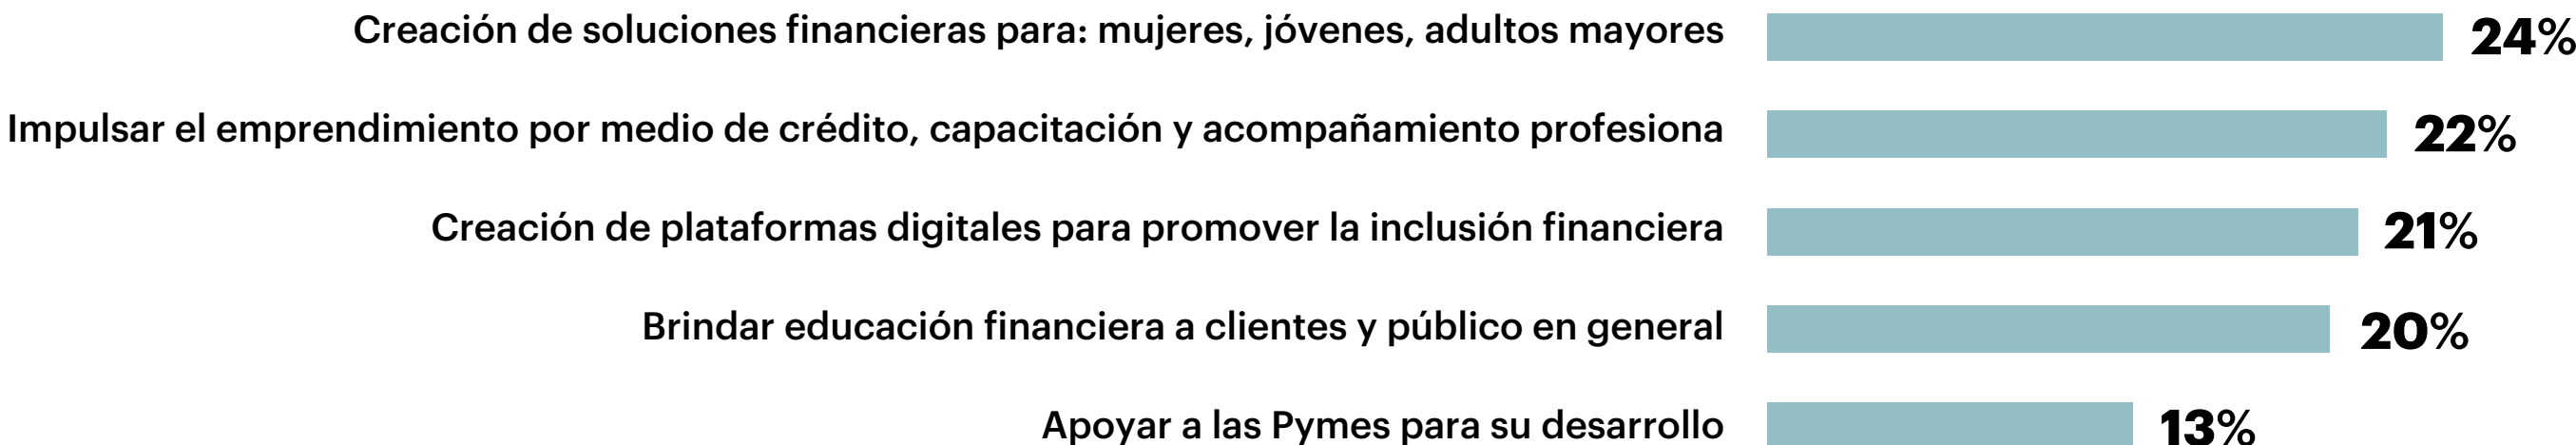 Creación de soluciones financieras para: mujeres, jóvenes, adultos mayores 24%
Impulsar el emprendimiento por medio de crédito, capacitación y acompañamiento profesiona 22%
Creación de plataformas digitales para promover la inclusión financiera 21%
Brindar educación financiera a clientes y público en general 20%
Apoyar a las Pymes para su desarrollo 13%